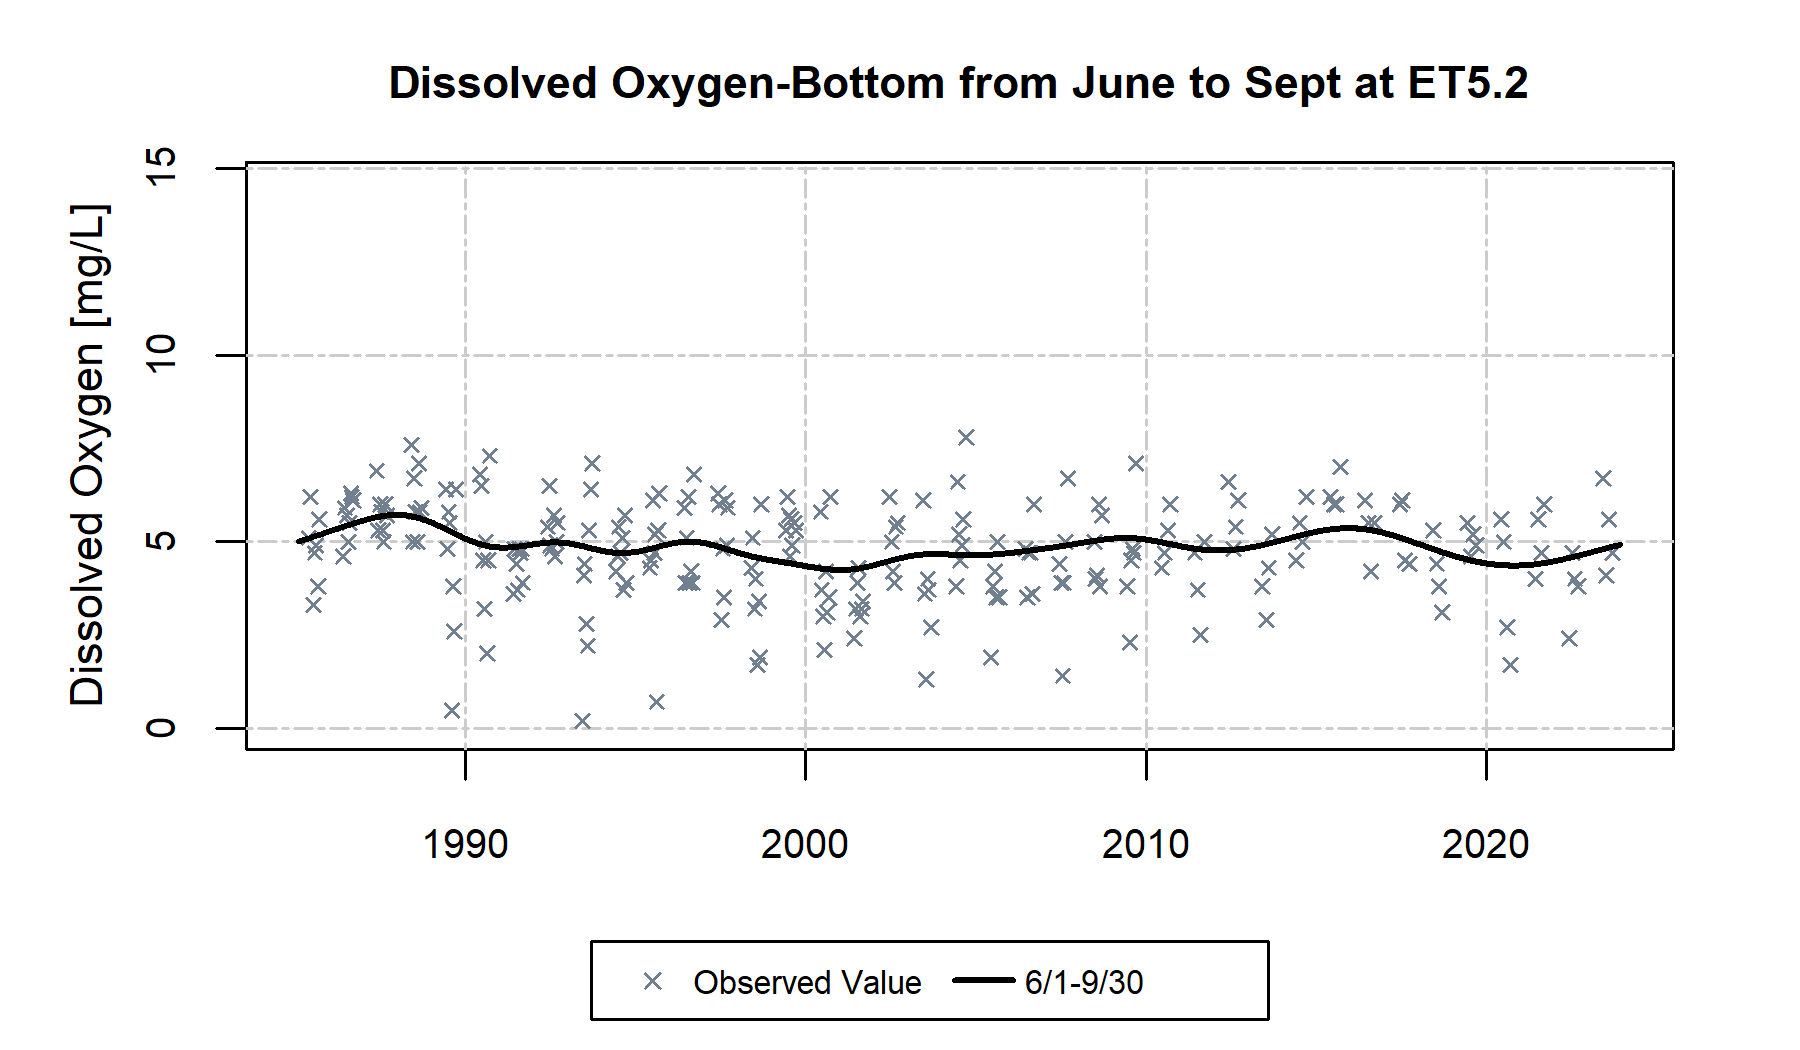 Dissolved Oxygen-Bottom from June to Sept at ET5.2
Dissolved Oxygen [mg/L]
15
10
5
0
1990 2000 2010 2020
Observed Value 6/1-9/30